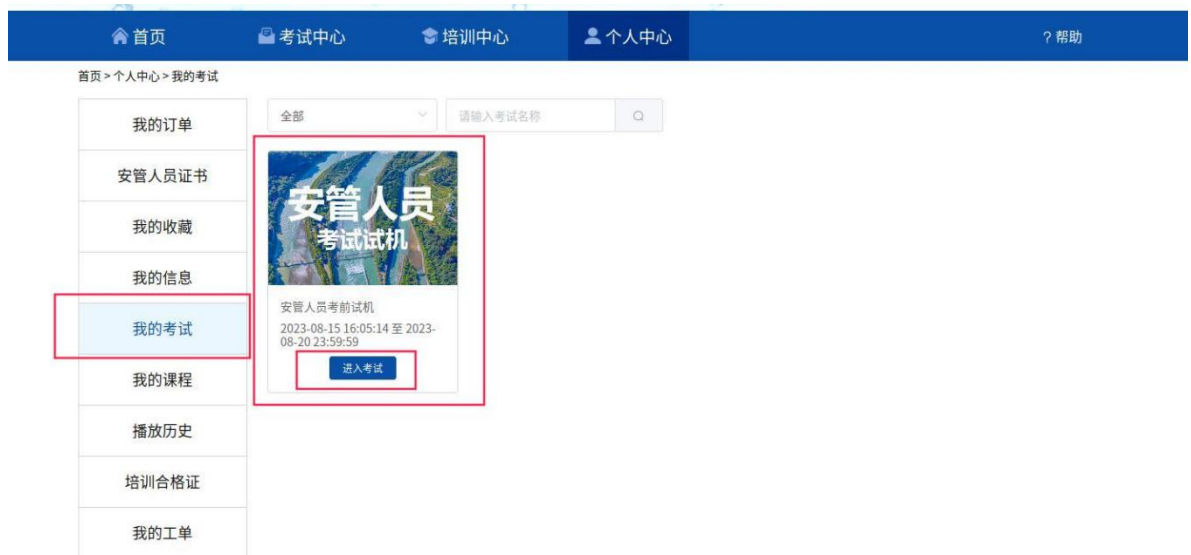 首页
考试中心
培训中心
个人中心
? 帮助
首页 > 个人中心 > 我的考试
我的订单
安管人员证书
我的收藏
我的信息
我的考试
我的课程
播放历史
培训合格证
我的工单
全部
请输入考试名称
安管人员
考试试机
安管人员考前试机
2023-08-15 16:05:14 至 2023-
08-20 23:59:59
进入考试